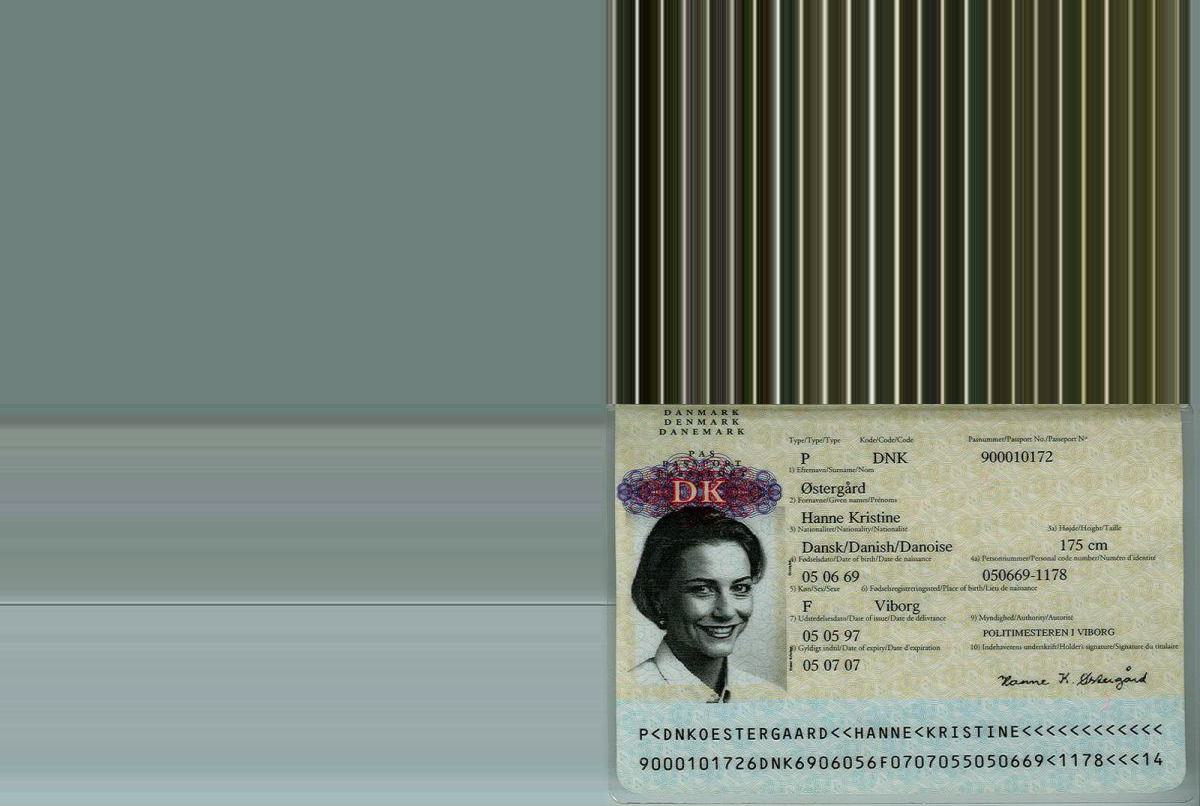 DANMARK
DENMARK
DANEMARK
PAS
PASSPORT
DK
Type/Type/Type Kode/Code/Code Pasnummer/Passport No./Passeport N°
P DNK 900010172
1) Efternavn/Surname/Nom
Østergård
2) Fornavne/Given names/Prénoms
Hanne Kristine
3) Nationalitet/Nationality/Nationalité 3a) Højde/Height/Taille
Dansk/Danish/Danoise 175 cm
4) Fødselsdato/Date of birth/Date de naissance 4a) Personnummer/Personal code number/Numéro d'identité
05 06 69 050669-1178
5) Køn/Sex/Sexe 6) Fødselsregistreringssted/Place of birth/Lieu de naissance
F Viborg
7) Udstedelsesdato/Date of issue/Date de délivrance 9) Myndighed/Authority/Autorité
05 05 97 POLITIMESTEREN I VIBORG
8) Gyldigt indtil/Date of expiry/Date d'expiration 10) Indehaverens underskrift/Holder's signature/Signature du titulaire
05 07 07
Hanne K. Østergård
P<DNKOESTERGAARD<<HANNE<KRISTINE<<<<<<<<<<<<
9000101726DNK6906056F0707055050669<1178<<<14